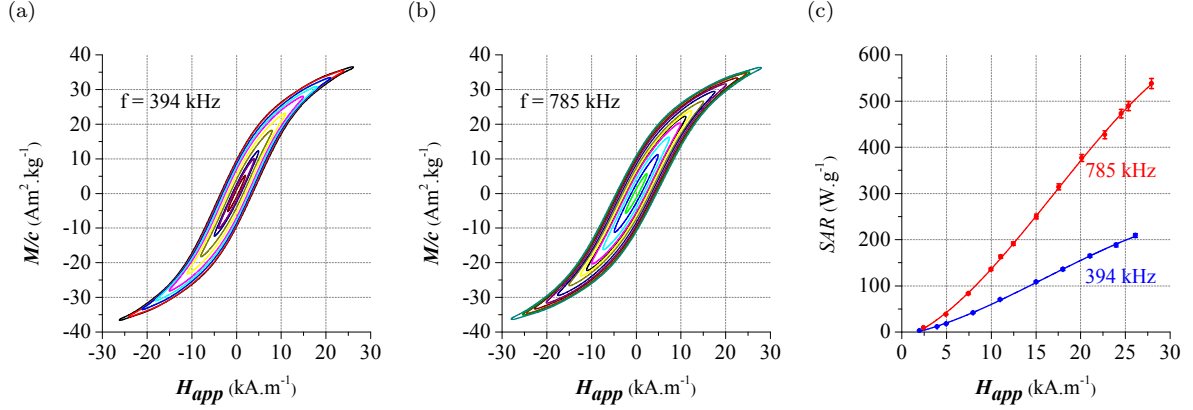 (a)
(b)
(c)
40
30
20
10
0
-10
-20
-30
-40
M/c (Am².kg⁻¹)
f = 394 kHz
-30 -20 -10 0 10 20 30
H_app (kA.m⁻¹)
40
30
20
10
0
-10
-20
-30
-40
M/c (Am².kg⁻¹)
f = 785 kHz
-30 -20 -10 0 10 20 30
H_app (kA.m⁻¹)
600
500
400
300
200
100
0
SAR (W.g⁻¹)
785 kHz
394 kHz
0 5 10 15 20 25 30
H_app (kA.m⁻¹)